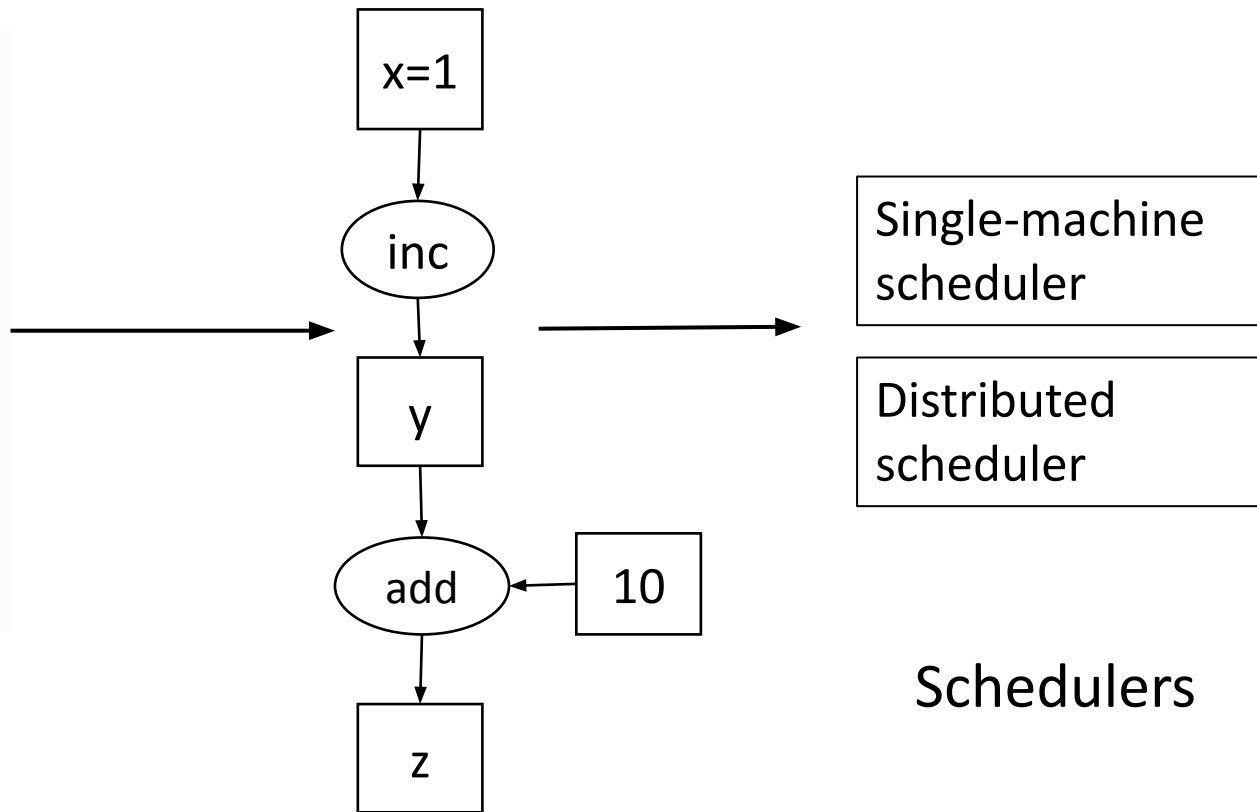 x=1
inc
y
add
10
z
Single-machine
scheduler
Distributed
scheduler
Schedulers